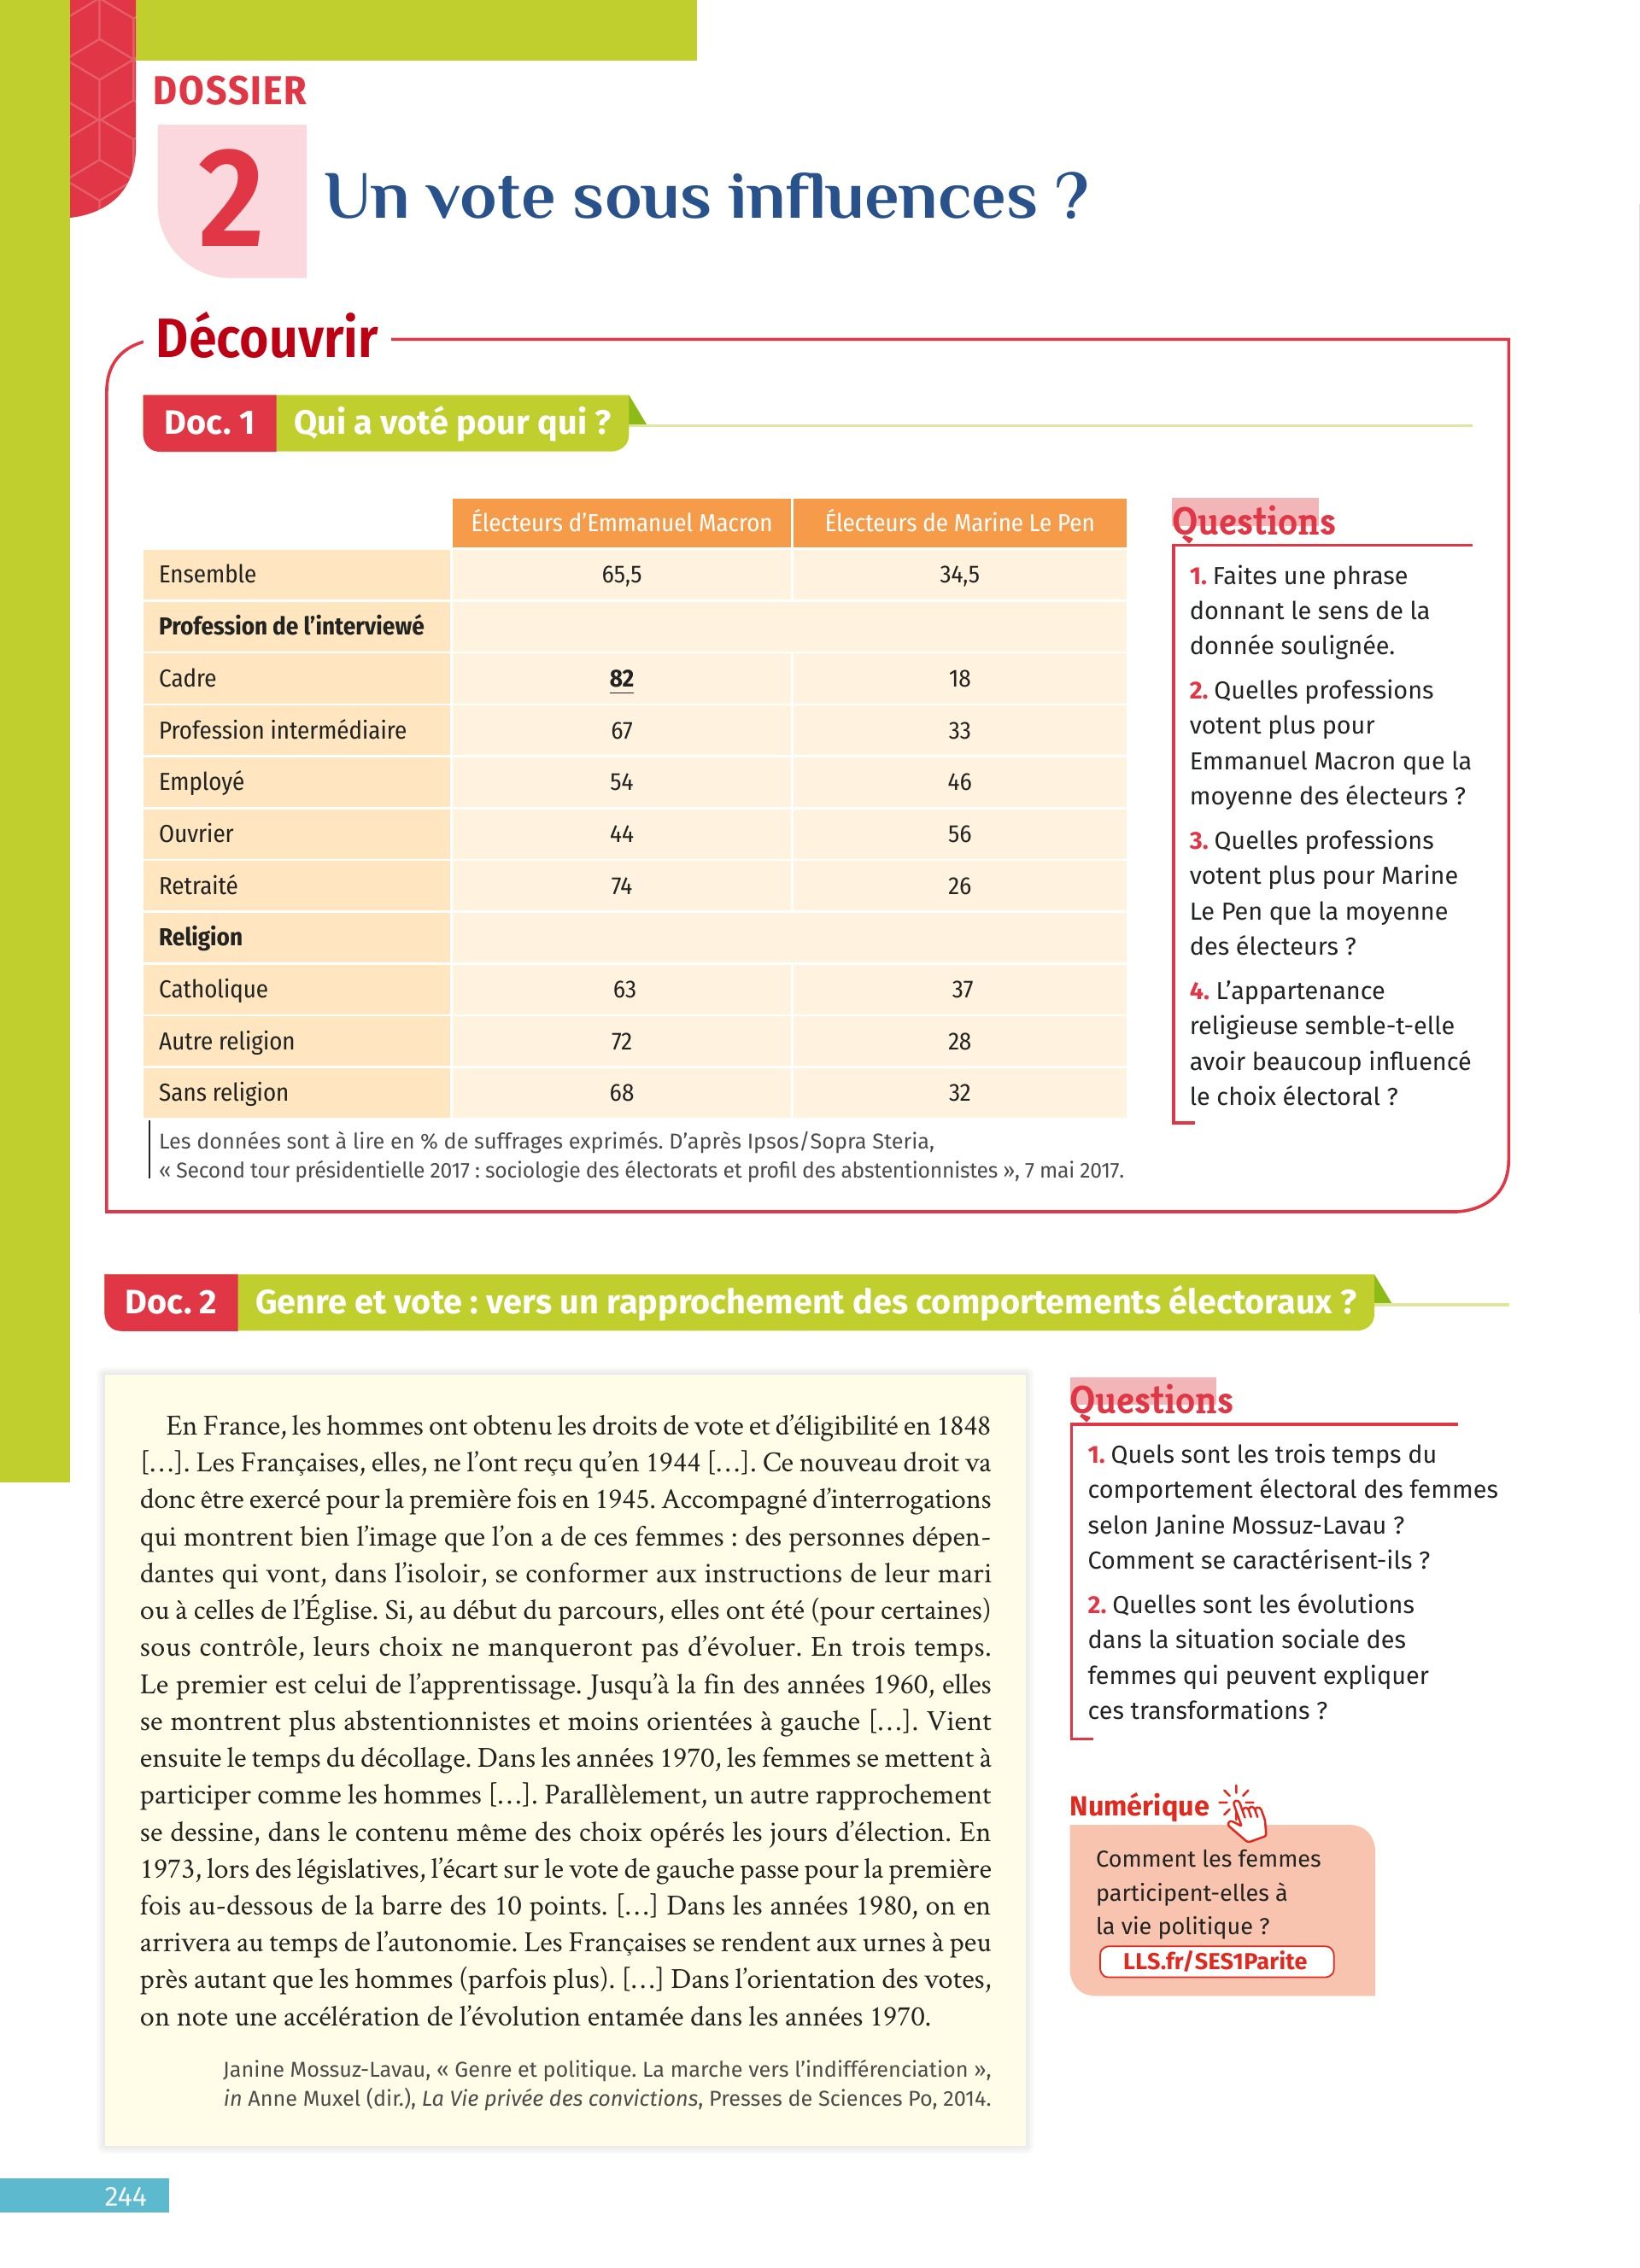 DOSSIER
2
Un vote sous influences ?
Découvrir
Doc. 1 Qui a voté pour qui ?
Électeurs d’Emmanuel Macron Électeurs de Marine Le Pen
Ensemble 65,5 34,5
Profession de l’interviewé
Cadre 82 18
Profession intermédiaire 67 33
Employé 54 46
Ouvrier 44 56
Retraité 74 26
Religion
Catholique 63 37
Autre religion 72 28
Sans religion 68 32
Les données sont à lire en % de suffrages exprimés. D’après Ipsos/Sopra Steria,
« Second tour présidentielle 2017 : sociologie des électorats et profil des abstentionnistes », 7 mai 2017.
Questions
1. Faites une phrase
donnant le sens de la
donnée soulignée.
2. Quelles professions
votent plus pour
Emmanuel Macron que la
moyenne des électeurs ?
3. Quelles professions
votent plus pour Marine
Le Pen que la moyenne
des électeurs ?
4. L’appartenance
religieuse semble-t-elle
avoir beaucoup influencé
le choix électoral ?
Doc. 2 Genre et vote : vers un rapprochement des comportements électoraux ?
En France, les hommes ont obtenu les droits de vote et d’éligibilité en 1848
[…]. Les Françaises, elles, ne l’ont reçu qu’en 1944 […]. Ce nouveau droit va
donc être exercé pour la première fois en 1945. Accompagné d’interrogations
qui montrent bien l’image que l’on a de ces femmes : des personnes dépen-
dantes qui vont, dans l’isoloir, se conformer aux instructions de leur mari
ou à celles de l’Église. Si, au début du parcours, elles ont été (pour certaines)
sous contrôle, leurs choix ne manqueront pas d’évoluer. En trois temps.
Le premier est celui de l’apprentissage. Jusqu’à la fin des années 1960, elles
se montrent plus abstentionnistes et moins orientées à gauche […]. Vient
ensuite le temps du décollage. Dans les années 1970, les femmes se mettent à
participer comme les hommes […]. Parallèlement, un autre rapprochement
se dessine, dans le contenu même des choix opérés les jours d’élection. En
1973, lors des législatives, l’écart sur le vote de gauche passe pour la première
fois au-dessous de la barre des 10 points. […] Dans les années 1980, on en
arrivera au temps de l’autonomie. Les Françaises se rendent aux urnes à peu
près autant que les hommes (parfois plus). […] Dans l’orientation des votes,
on note une accélération de l’évolution entamée dans les années 1970.
Janine Mossuz-Lavau, « Genre et politique. La marche vers l’indifférenciation »,
in Anne Muxel (dir.), La Vie privée des convictions, Presses de Sciences Po, 2014.
Questions
1. Quels sont les trois temps du
comportement électoral des femmes
selon Janine Mossuz-Lavau ?
Comment se caractérisent-ils ?
2. Quelles sont les évolutions
dans la situation sociale des
femmes qui peuvent expliquer
ces transformations ?
Numérique
Comment les femmes
participent-elles à
la vie politique ?
LLS.fr/SES1Parite
244